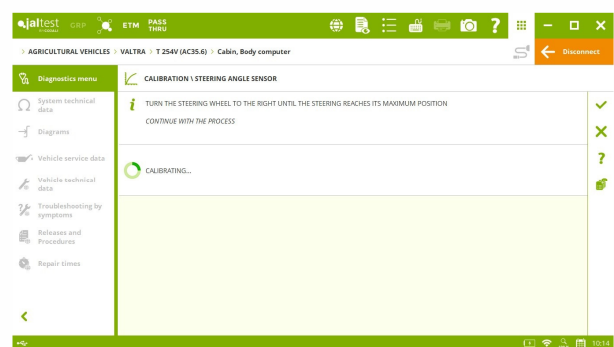 jaltest GRP ETM PASS THRU
> AGRICULTURAL VEHICLES > VALTRA > T 254V (AC35.6) > Cabin, Body computer
Disconnect
Diagnostics menu
CALIBRATION \ STEERING ANGLE SENSOR
System technical data
TURN THE STEERING WHEEL TO THE RIGHT UNTIL THE STEERING REACHES ITS MAXIMUM POSITION
CONTINUE WITH THE PROCESS
Diagrams
Vehicle service data
CALIBRATING...
Vehicle technical data
Troubleshooting by symptoms
Releases and Procedures
Repair times
10:14